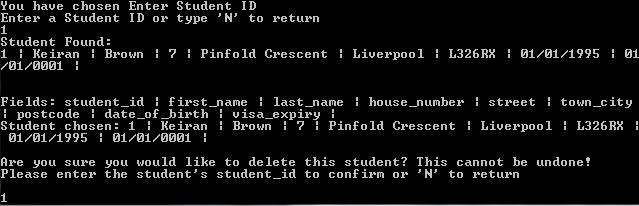 You have chosen Enter Student ID
Enter a Student ID or type 'N' to return
1
Student Found:
1 ¦ Keiran ¦ Brown ¦ 7 ¦ Pinfold Crescent ¦ Liverpool ¦ L326RX ¦ 01/01/1995 ¦ 01
/01/0001 ¦
Fields: student_id ¦ first_name ¦ last_name ¦ house_number ¦ street ¦ town_city
¦ postcode ¦ date_of_birth ¦ visa_expiry ¦
Student chosen: 1 ¦ Keiran ¦ Brown ¦ 7 ¦ Pinfold Crescent ¦ Liverpool ¦ L326RX ¦
01/01/1995 ¦ 01/01/0001 ¦
Are you sure you would like to delete this student? This cannot be undone!
Please enter the student's student_id to confirm or 'N' to return
1